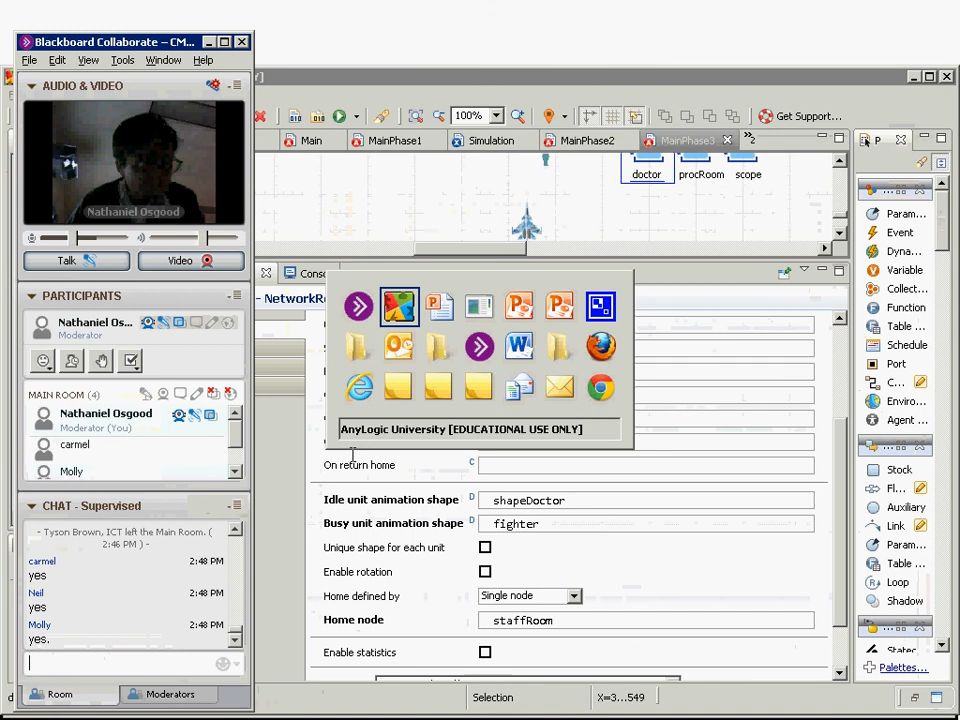 Blackboard Collaborate – CM...
File Edit View Tools Window Help
AUDIO & VIDEO
Nathaniel Osgood
Talk Video
PARTICIPANTS
Nathaniel Os...
Moderator
MAIN ROOM (4)
Nathaniel Osgood
Moderator (You)
carmel
Molly
CHAT - Supervised
- Tyson Brown, ICT left the Main Room. (
2:46 PM ) -
carmel 2:48 PM
yes
Neil 2:48 PM
yes
Molly 2:48 PM
yes.
Room Moderators
100% Get Support...
Main MainPhase1 Simulation MainPhase2 MainPhase3 2 P
doctor procRoom scope
Conso
- NetworkRe
AnyLogic University [EDUCATIONAL USE ONLY]
On return home C
Idle unit animation shape D shapeDoctor
Busy unit animation shape D fighter
Unique shape for each unit
Enable rotation
Home defined by Single node
Home node staffRoom
Enable statistics
Selection X=3...549
Param...
Event
Dyna...
Variable
Collect...
Function
Table ...
Schedule
Port
C...
Enviro...
Agent ...
Stock
Fl...
Auxiliary
Link
Param...
Table ...
Loop
Shadow
Palettes...